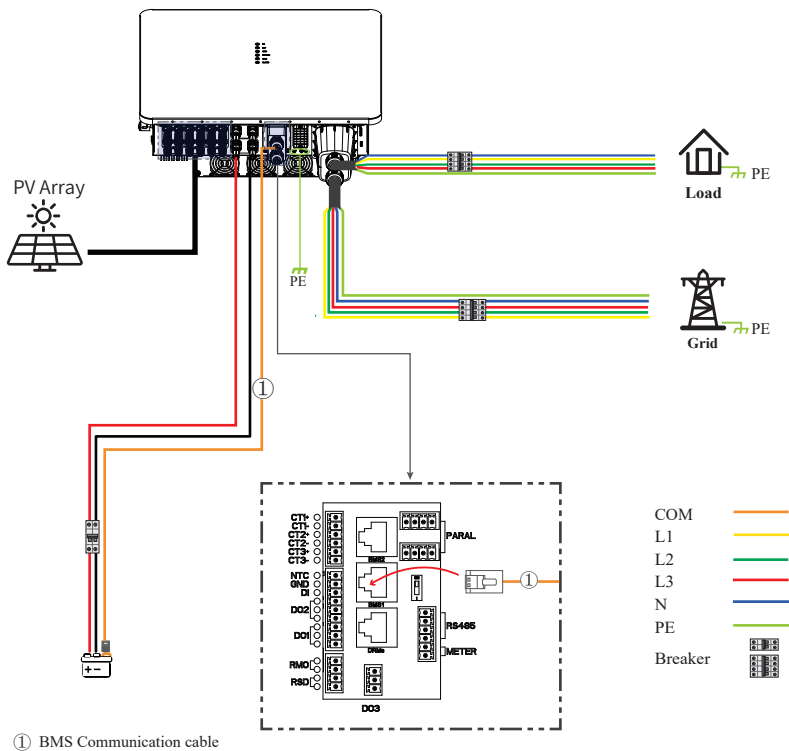 PV Array
PE
Load
PE
Grid
PE
①
CT1+
CT1-
CT2+
CT2-
CT3+
CT3-
NTC
GND
DI
DO2
DO1
RMO
RSD
BMS2
BMS1
DRMs
DO3
PARAL
RS485
METER
①
COM
L1
L2
L3
N
PE
Breaker
+ -
① BMS Communication cable